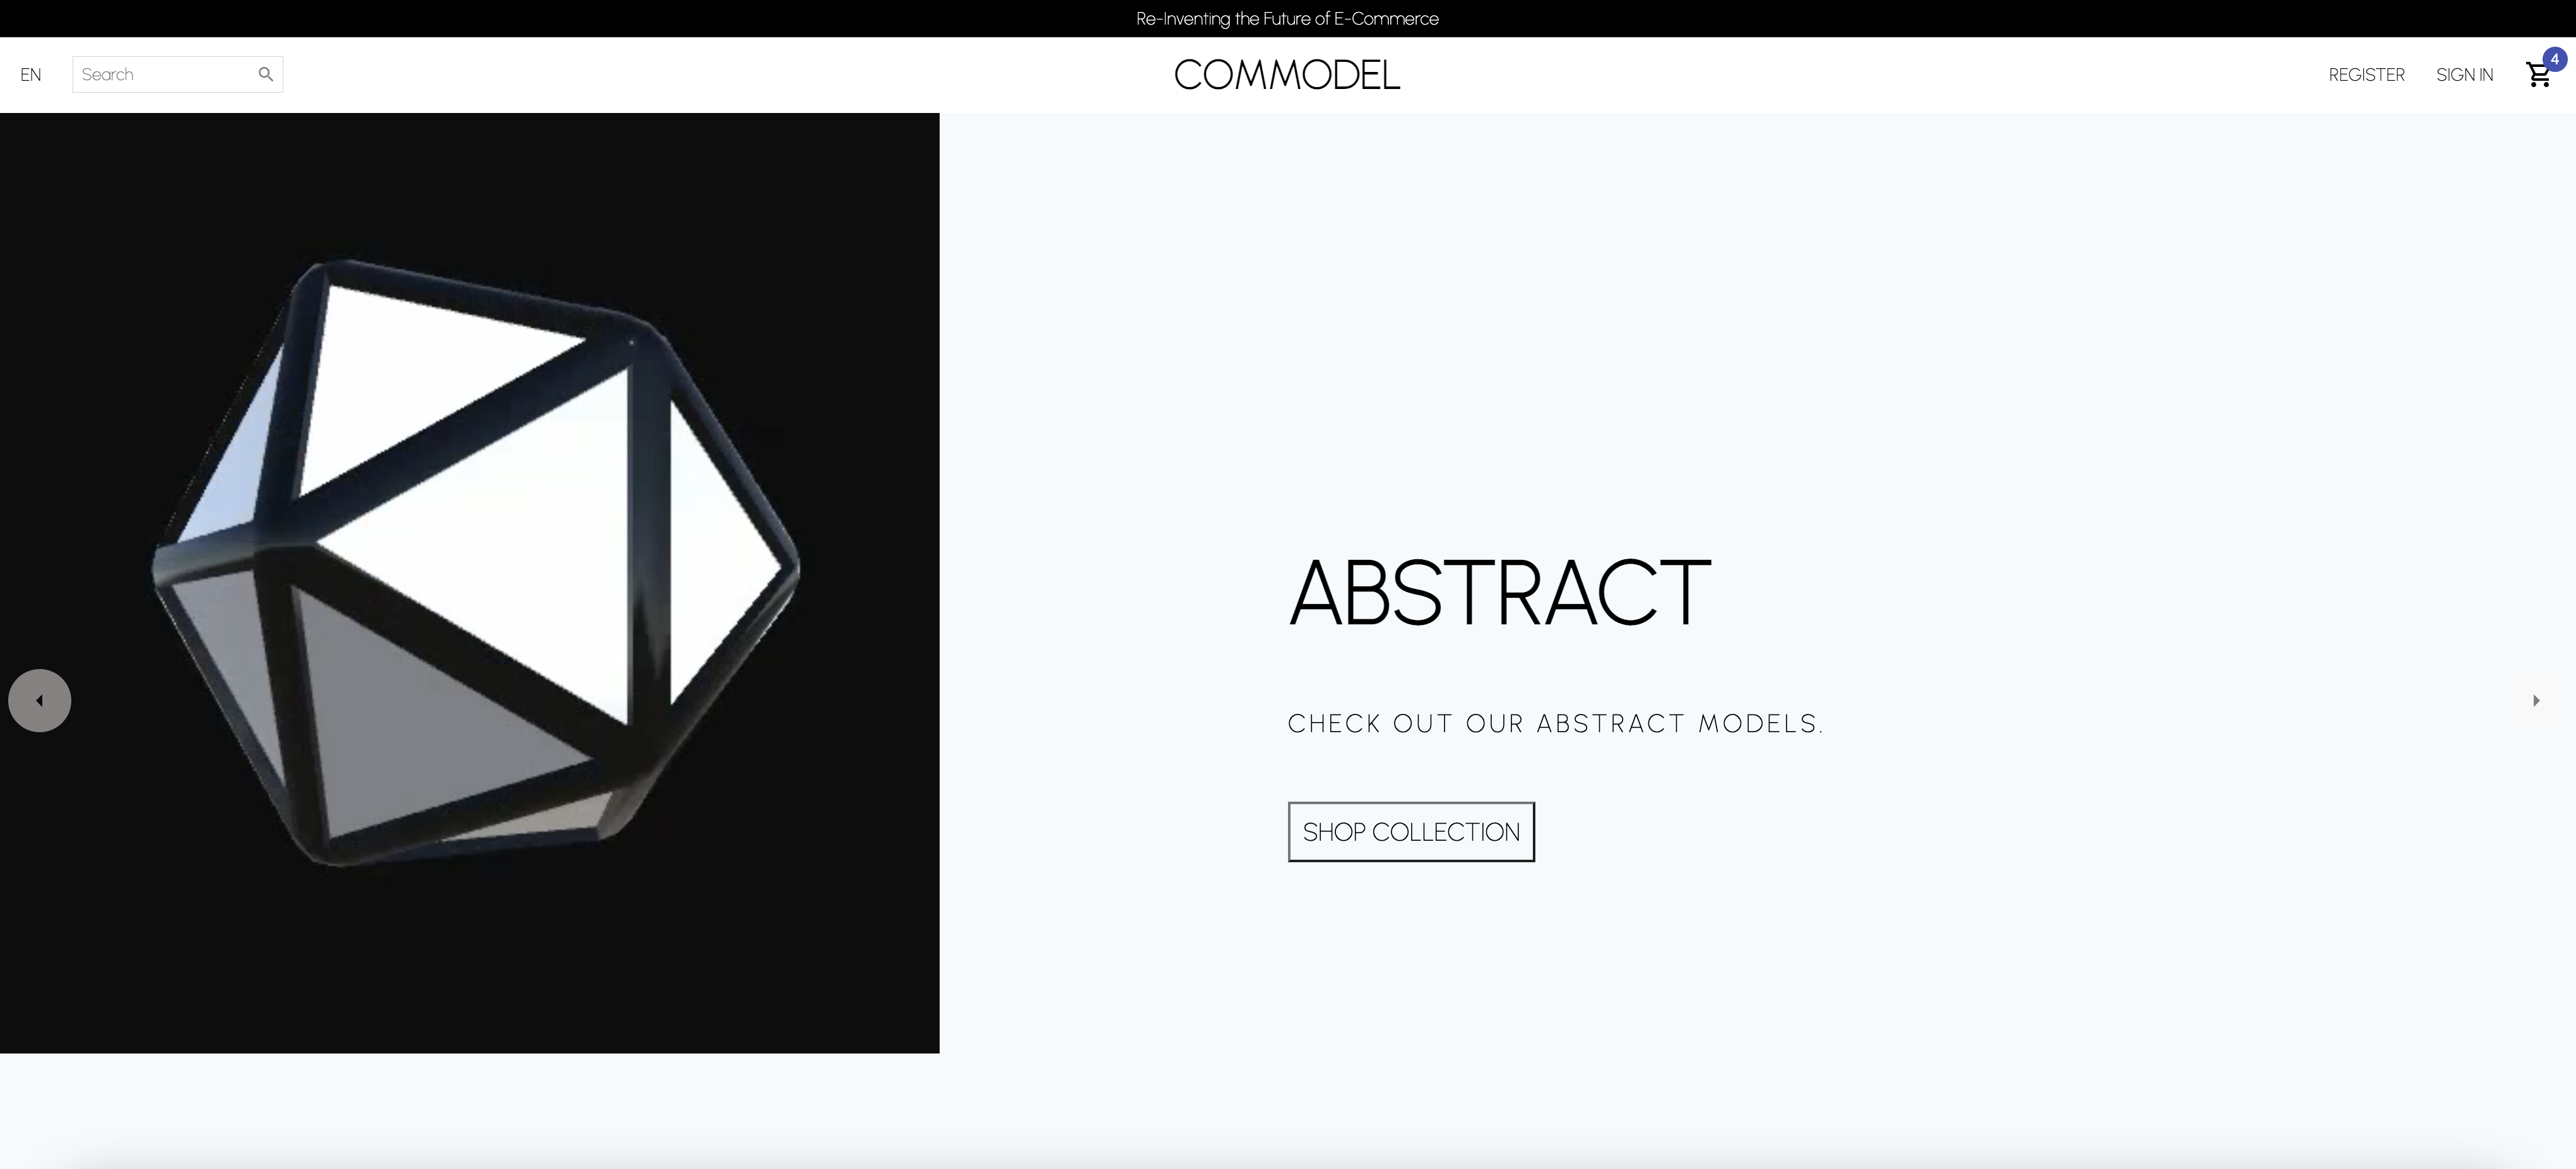 Re-Inventing the Future of E-Commerce
EN
Search
COMMODEL
REGISTER
SIGN IN
4
ABSTRACT
CHECK OUT OUR ABSTRACT MODELS.
SHOP COLLECTION